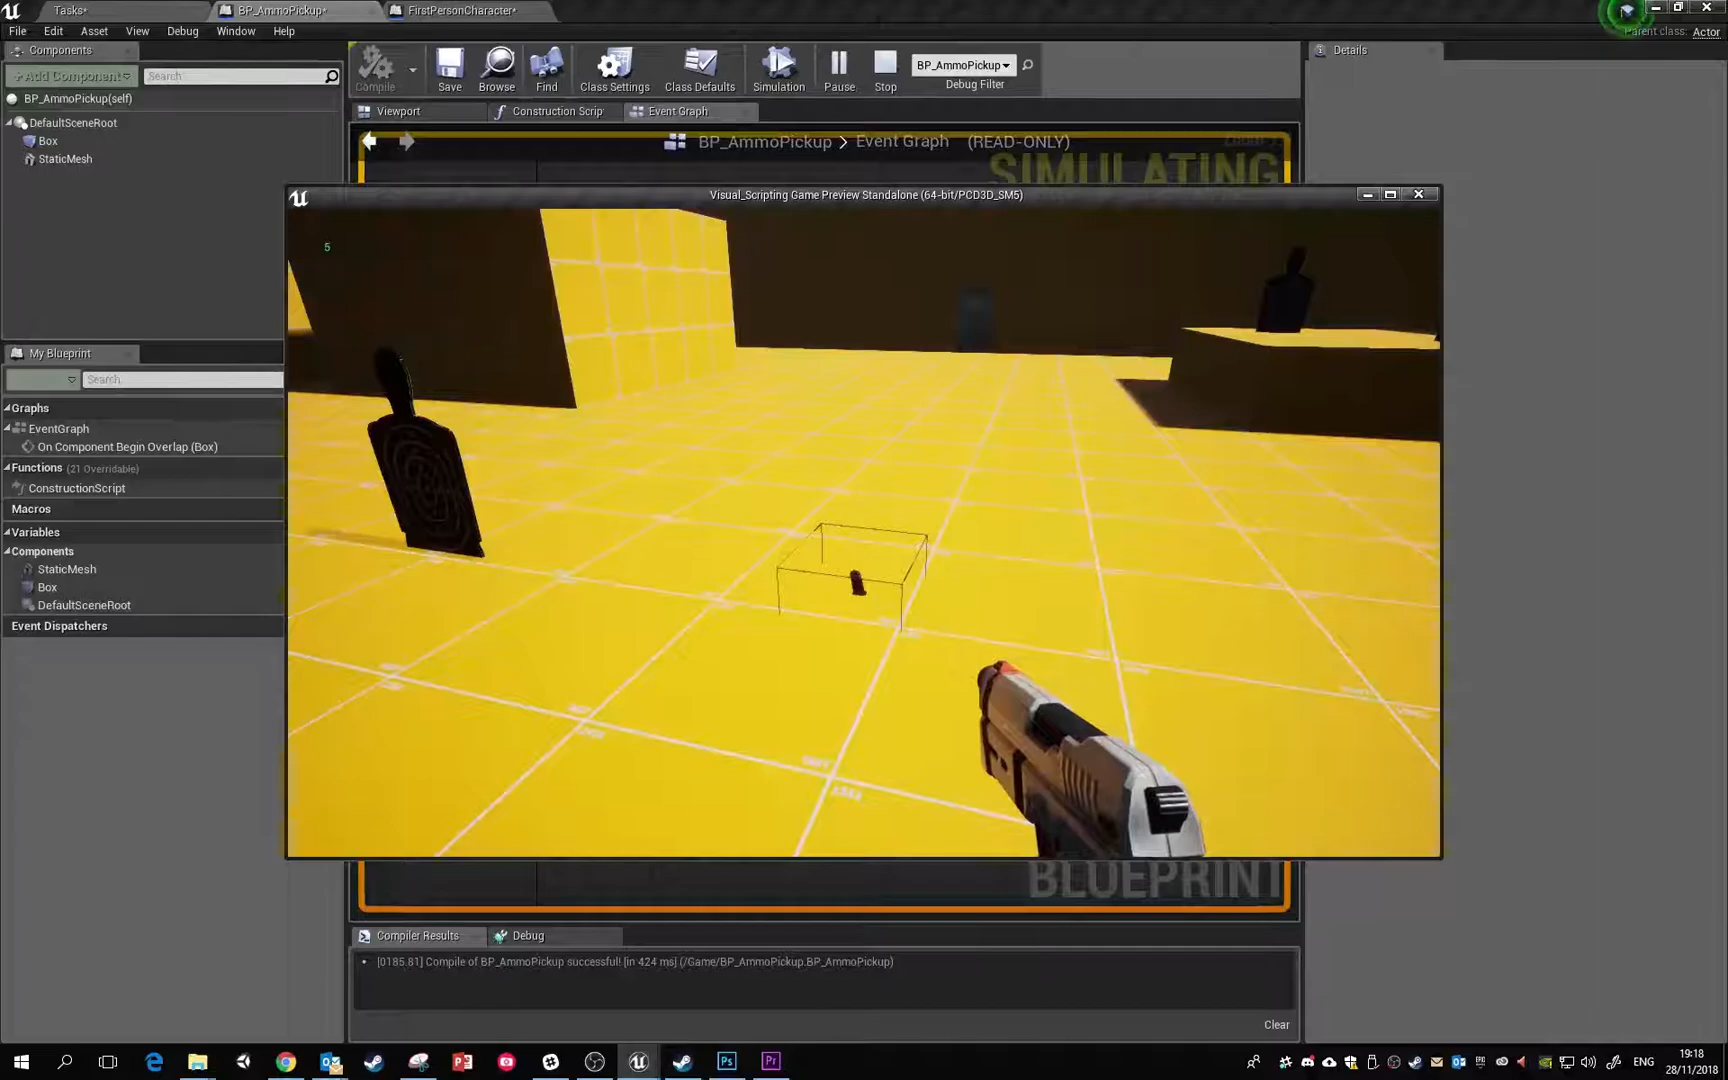 Tasks*
BP_AmmoPickup*
FirstPersonCharacter*
File Edit Asset View Debug Window Help
Parent class: Actor
Components
+Add Component
Search
BP_AmmoPickup(self)
DefaultSceneRoot
Box
StaticMesh
Compile
Save
Browse
Find
Class Settings
Class Defaults
Simulation
Pause
Stop
BP_AmmoPickup
Debug Filter
Details
Viewport
Construction Scrip
Event Graph
BP_AmmoPickup > Event Graph (READ-ONLY)
SIMULATING
Visual_Scripting Game Preview Standalone (64-bit/PCD3D_SM5)
5
My Blueprint
Search
Graphs
EventGraph
On Component Begin Overlap (Box)
Functions (21 Overridable)
ConstructionScript
Macros
Variables
Components
StaticMesh
Box
DefaultSceneRoot
Event Dispatchers
BLUEPRINT
Compiler Results
Debug
[0185.81] Compile of BP_AmmoPickup successful! [in 424 ms] (/Game/BP_AmmoPickup.BP_AmmoPickup)
Clear
ENG
19:18
28/11/2018